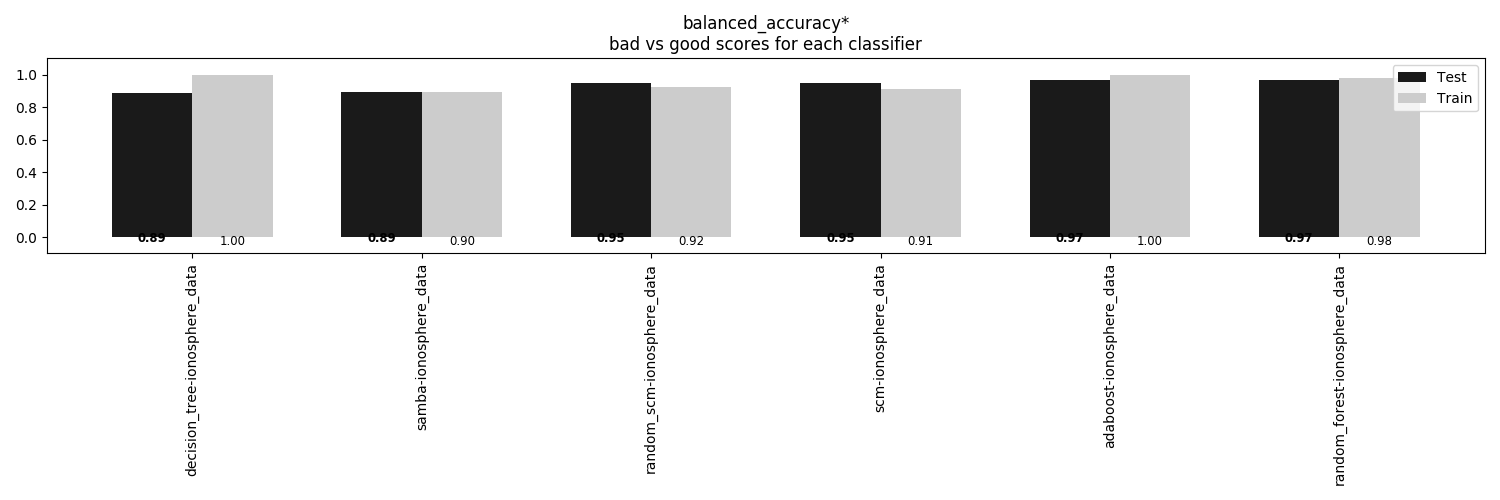 balanced_accuracy*
bad vs good scores for each classifier
Test
Train
1.0
0.8
0.6
0.4
0.2
0.0
0.89 1.00 0.89 0.90 0.95 0.92 0.95 0.91 0.97 1.00 0.97 0.98
decision_tree-ionosphere_data
samba-ionosphere_data
random_scm-ionosphere_data
scm-ionosphere_data
adaboost-ionosphere_data
random_forest-ionosphere_data